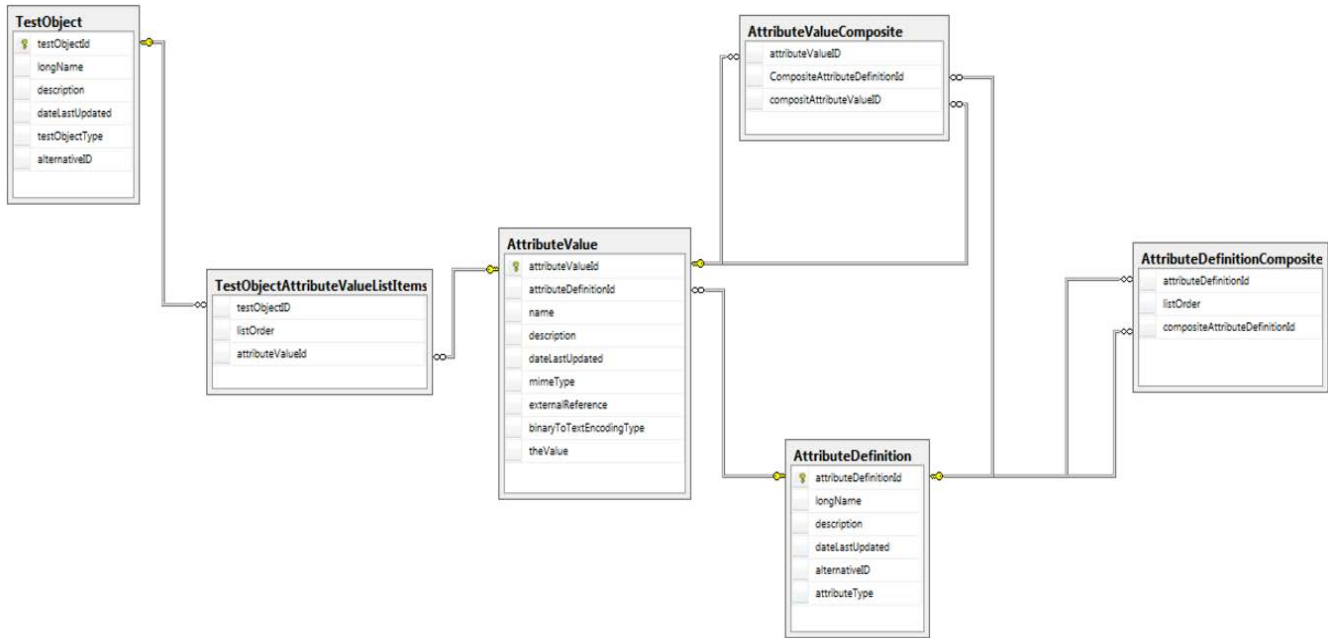 TestObject
testObjectId
longName
description
dateLastUpdated
testObjectType
alternativeID
AttributeValueComposite
attributeValueID
CompositeAttributeDefinitionId
compositAttributeValueID
TestObjectAttributeValueListItems
testObjectID
listOrder
attributeValueId
AttributeValue
attributeValueId
attributeDefinitionId
name
description
dateLastUpdated
mimeType
externalReference
binaryToTextEncodingType
theValue
AttributeDefinitionComposite
attributeDefinitionId
listOrder
compositeAttributeDefinitionId
AttributeDefinition
attributeDefinitionId
longName
description
dateLastUpdated
alternativeID
attributeType